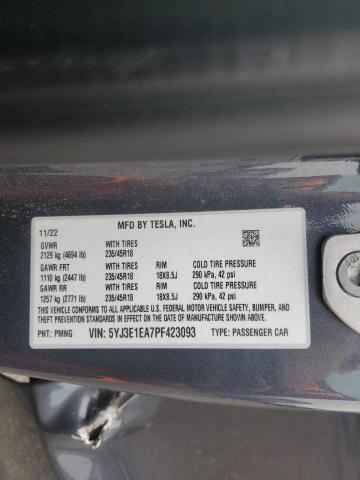 MFD BY TESLA, INC.
11/22
GVWR WITH TIRES
2129 kg (4694 lb) 235/45R18
GAWR FRT WITH TIRES RIM COLD TIRE PRESSURE
1110 kg (2447 lb) 235/45R18 18X8.5J 290 kPa, 42 psi
GAWR RR WITH TIRES RIM COLD TIRE PRESSURE
1257 kg (2771 lb) 235/45R18 18X8.5J 290 kPa, 42 psi
THIS VEHICLE CONFORMS TO ALL APPLICABLE U.S. FEDERAL MOTOR VEHICLE SAFETY, BUMPER, AND
THEFT PREVENTION STANDARDS IN EFFECT ON THE DATE OF MANUFACTURE SHOWN ABOVE.
PNT: PMNG VIN: 5YJ3E1EA7PF423093 TYPE: PASSENGER CAR